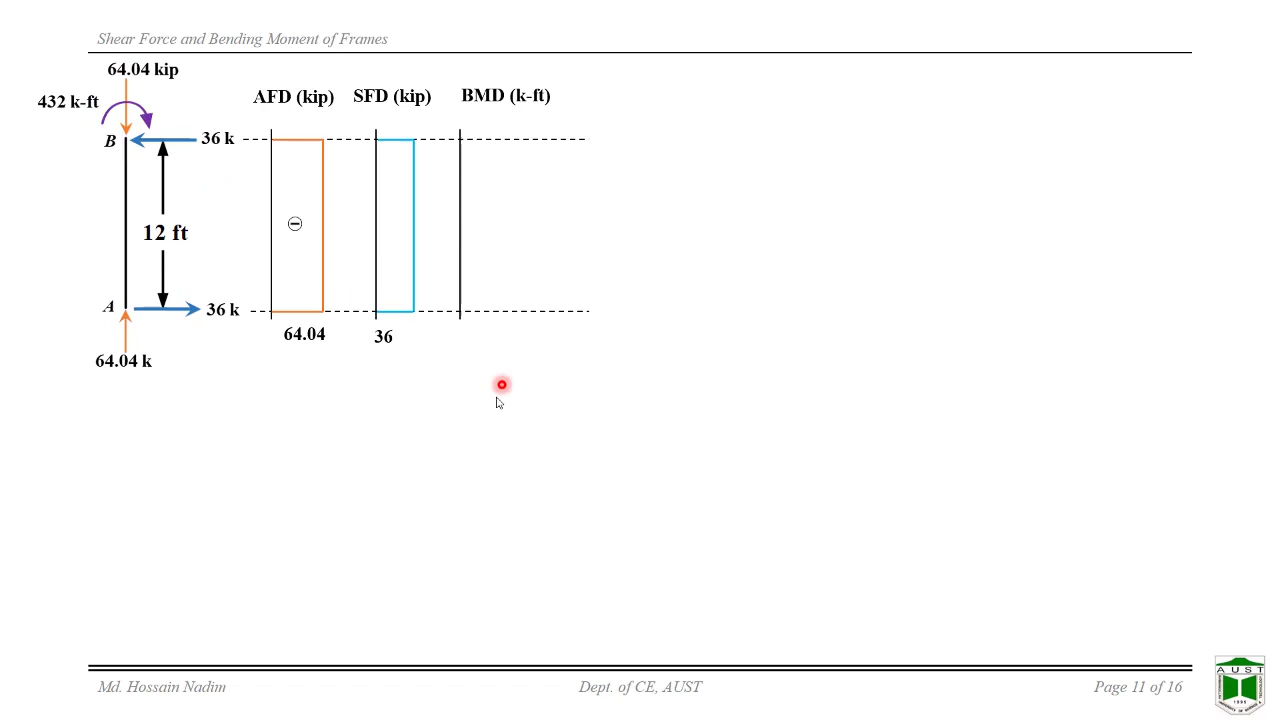 Shear Force and Bending Moment of Frames
64.04 kip
432 k-ft
AFD (kip) SFD (kip) BMD (k-ft)
B
36 k
12 ft
A
36 k
64.04
36
64.04 k
Md. Hossain Nadim
Dept. of CE, AUST
Page 11 of 16
A U S T